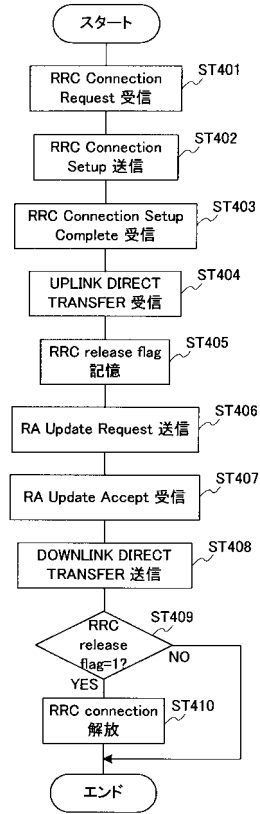 スタート
ST401
RRC Connection
Request 受信
ST402
RRC Connection
Setup 送信
ST403
RRC Connection Setup
Complete 受信
ST404
UPLINK DIRECT
TRANSFER 受信
ST405
RRC release flag
記憶
ST406
RA Update Request 送信
ST407
RA Update Accept 受信
ST408
DOWNLINK DIRECT
TRANSFER 送信
ST409
RRC
release
flag=1?
NO
YES
ST410
RRC connection
解放
エンド